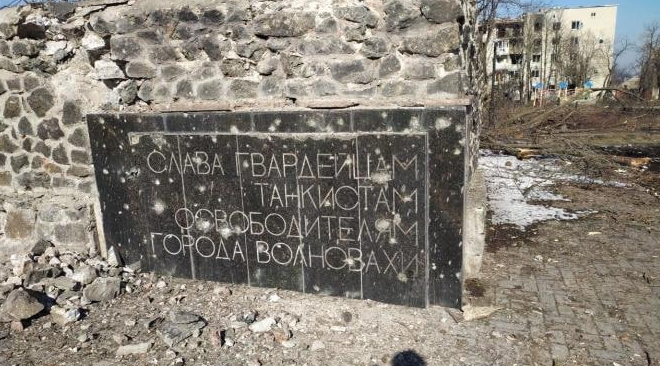 СЛАВА ГВАРДЕЙЦАМ
ТАНКИСТАМ
ОСВОБОДИТЕЛЯМ
ГОРОДА ВОЛНОВАХИ